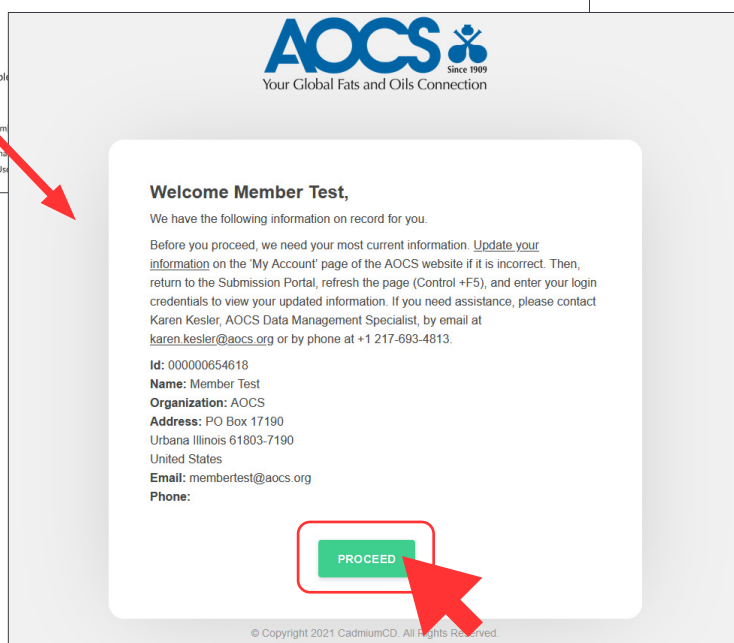 AOCS
Since 1909
Your Global Fats and Oils Connection
Welcome Member Test,
We have the following information on record for you.
Before you proceed, we need your most current information. Update your
information on the 'My Account' page of the AOCS website if it is incorrect. Then,
return to the Submission Portal, refresh the page (Control +F5), and enter your login
credentials to view your updated information. If you need assistance, please contact
Karen Kesler, AOCS Data Management Specialist, by email at
karen.kesler@aocs.org or by phone at +1 217-693-4813.
Id: 000000654618
Name: Member Test
Organization: AOCS
Address: PO Box 17190
Urbana Illinois 61803-7190
United States
Email: membertest@aocs.org
Phone:
PROCEED
© Copyright 2021 CadmiumCD. All Rights Reserved.